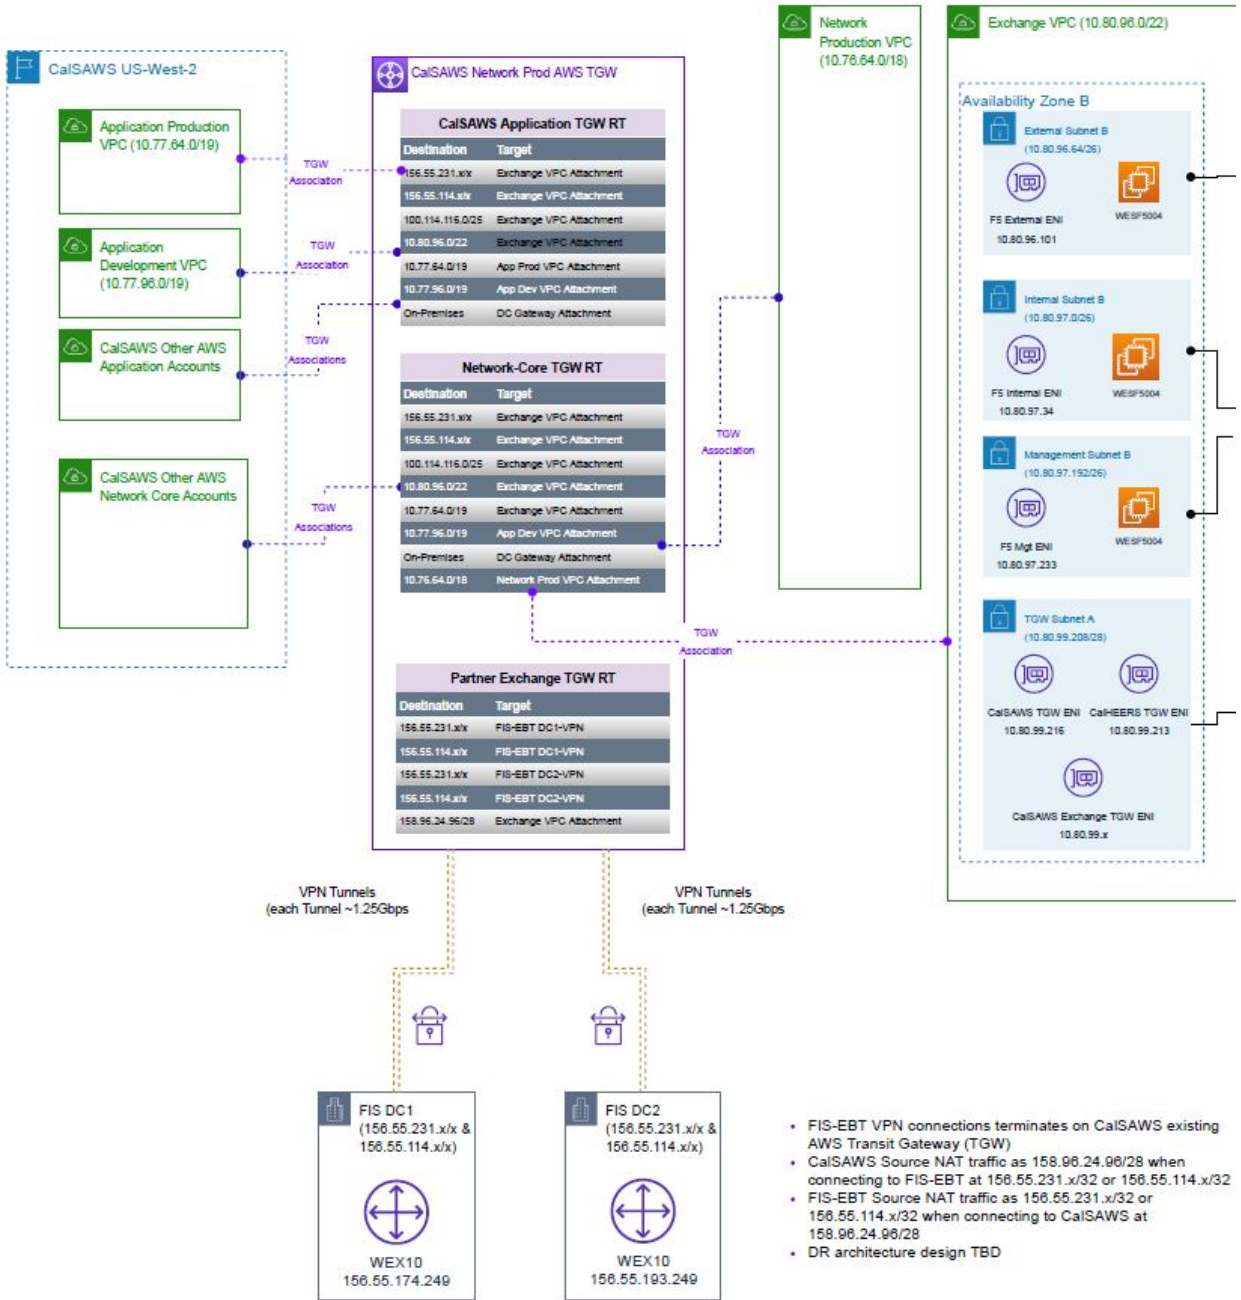 CalSAWS US-West-2
Application Production
VPC (10.77.64.0/19)
Application
Development VPC
(10.77.96.0/19)
CalSAWS Other AWS
Application Accounts
CalSAWS Other AWS
Network Core Accounts
TGW
Association
TGW
Association
TGW
Associations
TGW
Associations
CalSAWS Network Prod AWS TGW
CalSAWS Application TGW RT
Destination Target
156.55.231.x/x Exchange VPC Attachment
156.55.114.x/x Exchange VPC Attachment
100.114.116.0/25 Exchange VPC Attachment
10.80.96.0/22 Exchange VPC Attachment
10.77.64.0/19 App Prod VPC Attachment
10.77.96.0/19 App Dev VPC Attachment
On-Premises DC Gateway Attachment
Network-Core TGW RT
Destination Target
156.55.231.x/x Exchange VPC Attachment
156.55.114.x/x Exchange VPC Attachment
100.114.116.0/25 Exchange VPC Attachment
10.80.96.0/22 Exchange VPC Attachment
10.77.64.0/19 Exchange VPC Attachment
10.77.96.0/19 App Dev VPC Attachment
On-Premises DC Gateway Attachment
10.76.64.0/18 Network Prod VPC Attachment
Partner Exchange TGW RT
Destination Target
156.55.231.x/x FIS-EBT DC1-VPN
156.55.114.x/x FIS-EBT DC1-VPN
156.55.231.x/x FIS-EBT DC2-VPN
156.55.114.x/x FIS-EBT DC2-VPN
158.96.24.96/28 Exchange VPC Attachment
TGW
Association
TGW
Association
Network
Production VPC
(10.76.64.0/18)
Exchange VPC (10.80.96.0/22)
Availability Zone B
External Subnet B
(10.80.96.64/26)
F5 External ENI
10.80.96.101
WESF5004
Internal Subnet B
(10.80.97.0/26)
F5 Internal ENI
10.80.97.34
WESF5004
Management Subnet B
(10.80.97.192/26)
F5 Mgt ENI
10.80.97.233
WESF5004
TGW Subnet A
(10.80.99.208/28)
CalSAWS TGW ENI
10.80.99.216
CalHEERS TGW ENI
10.80.99.213
CalSAWS Exchange TGW ENI
10.80.99.x
VPN Tunnels
(each Tunnel ~1.25Gbps
VPN Tunnels
(each Tunnel ~1.25Gbps
FIS DC1
(156.55.231.x/x &
156.55.114.x/x)
WEX10
156.55.174.249
FIS DC2
(156.55.231.x/x &
156.55.114.x/x)
WEX10
156.55.193.249
• FIS-EBT VPN connections terminates on CalSAWS existing
AWS Transit Gateway (TGW)
• CalSAWS Source NAT traffic as 158.96.24.96/28 when
connecting to FIS-EBT at 156.55.231.x/32 or 156.55.114.x/32
• FIS-EBT Source NAT traffic as 156.55.231.x/32 or
156.55.114.x/32 when connecting to CalSAWS at
158.96.24.96/28
• DR architecture design TBD